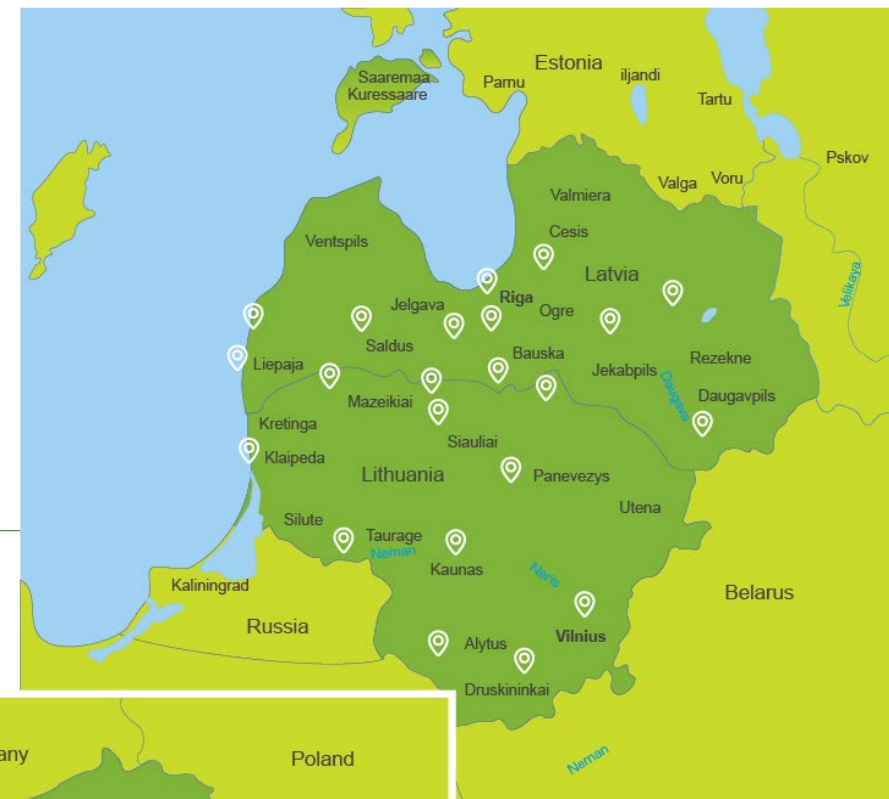 Estonia
iljandi
Saaremaa
Kuressaare
Parnu
Tartu
Pskov
Valga
Voru
Valmiera
Cesis
Ventspils
Latvia
Velikaya
Riga
Jelgava
Ogre
Saldus
Bauska
Rezekne
Liepaja
Jekabpils
Daugava
Daugavpils
Mazeikiai
Kretinga
Siauliai
Klaipeda
Lithuania
Panevezys
Utena
Silute
Taurage
Neman
Kaunas
Neris
Kaliningrad
Belarus
Russia
Vilnius
Alytus
Druskininkai
any
Poland
Neman